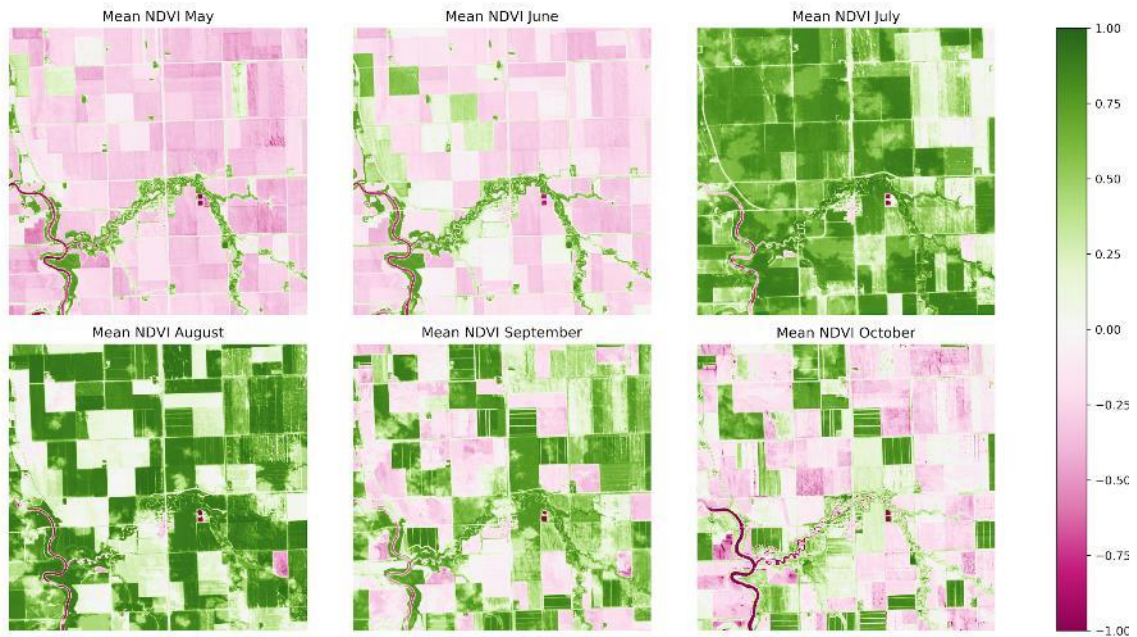 Mean NDVI May
Mean NDVI June
Mean NDVI July
Mean NDVI August
Mean NDVI September
Mean NDVI October
1.00
0.75
0.50
0.25
0.00
−0.25
−0.50
−0.75
−1.00